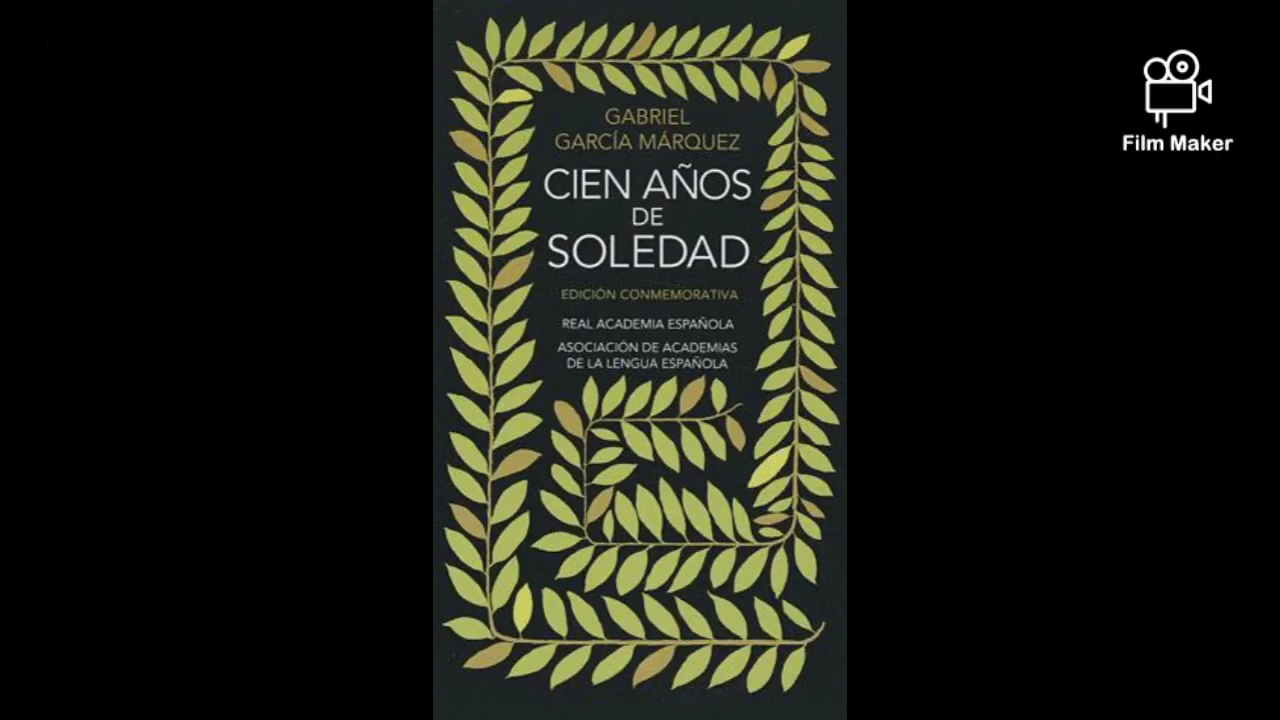 GABRIEL
GARCÍA MÁRQUEZ
CIEN AÑOS
DE
SOLEDAD
EDICIÓN CONMEMORATIVA
REAL ACADEMIA ESPAÑOLA
ASOCIACIÓN DE ACADEMIAS
DE LA LENGUA ESPAÑOLA
Film Maker